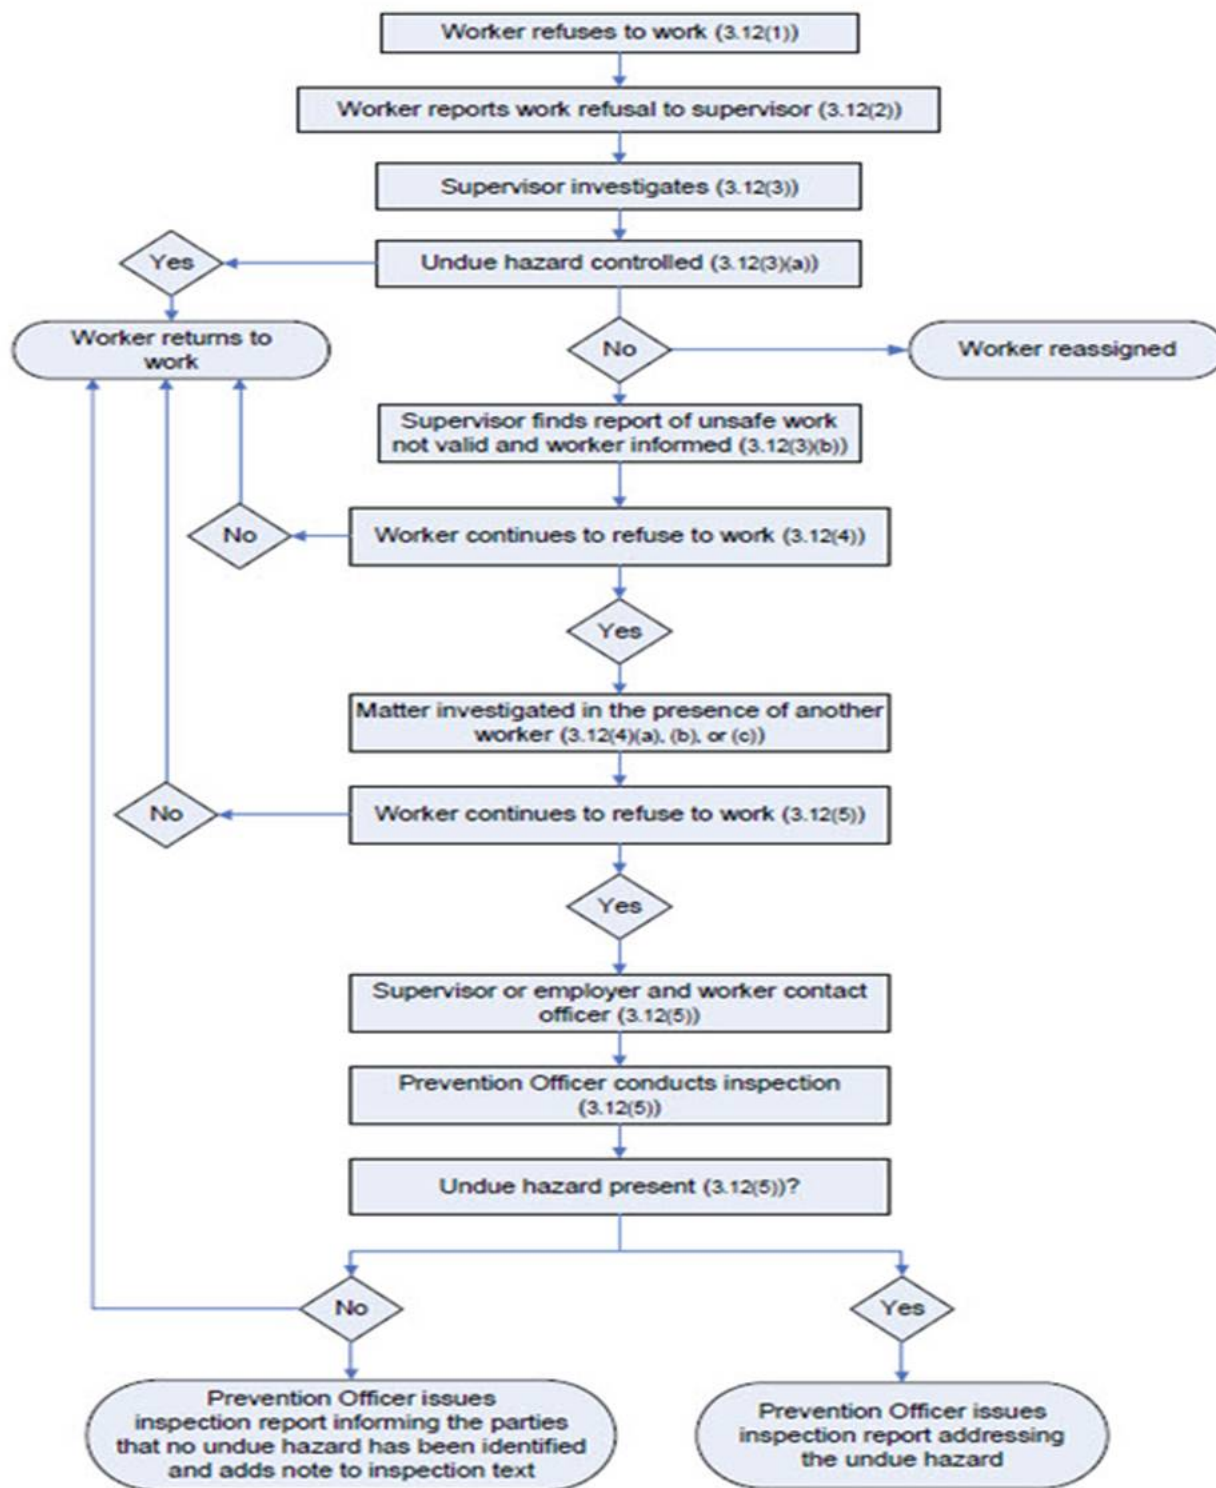 Worker refuses to work (3.12(1))
Worker reports work refusal to supervisor (3.12(2))
Supervisor investigates (3.12(3))
Yes
Undue hazard controlled (3.12(3)(a))
Worker returns to
work
No
Worker reassigned
Supervisor finds report of unsafe work
not valid and worker informed (3.12(3)(b))
No
Worker continues to refuse to work (3.12(4))
Yes
Matter investigated in the presence of another
worker (3.12(4)(a), (b), or (c))
No
Worker continues to refuse to work (3.12(5))
Yes
Supervisor or employer and worker contact
officer (3.12(5))
Prevention Officer conducts inspection
(3.12(5))
Undue hazard present (3.12(5))?
No
Yes
Prevention Officer issues
inspection report informing the parties
that no undue hazard has been identified
and adds note to inspection text
Prevention Officer issues
inspection report addressing
the undue hazard